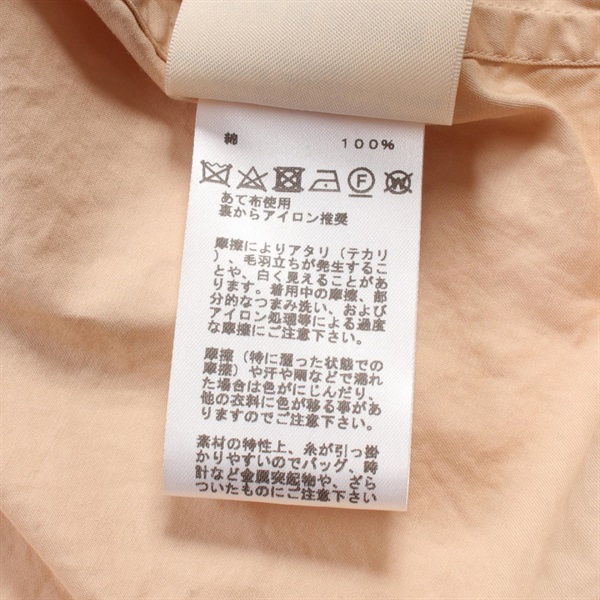 綿 100%
F W
あて布使用
裏からアイロン推奨
摩擦によりアタリ（テカリ
）、毛羽立ちが発生するこ
とや、白く見えることがあ
ります。着用中の摩擦、部
分的なつまみ洗い、および
アイロン処理等による過度
な摩擦にご注意下さい。
摩擦（特に湿った状態での
摩擦）や汗や雨などで濡れ
た場合は色がにじんだり、
他の衣料に色が移る事があ
りますのでご注意下さい。
素材の特性上、糸が引っ掛
かりやすいのでバッグ、時
計など金属突起物や、ざら
ついたものにご注意下さい